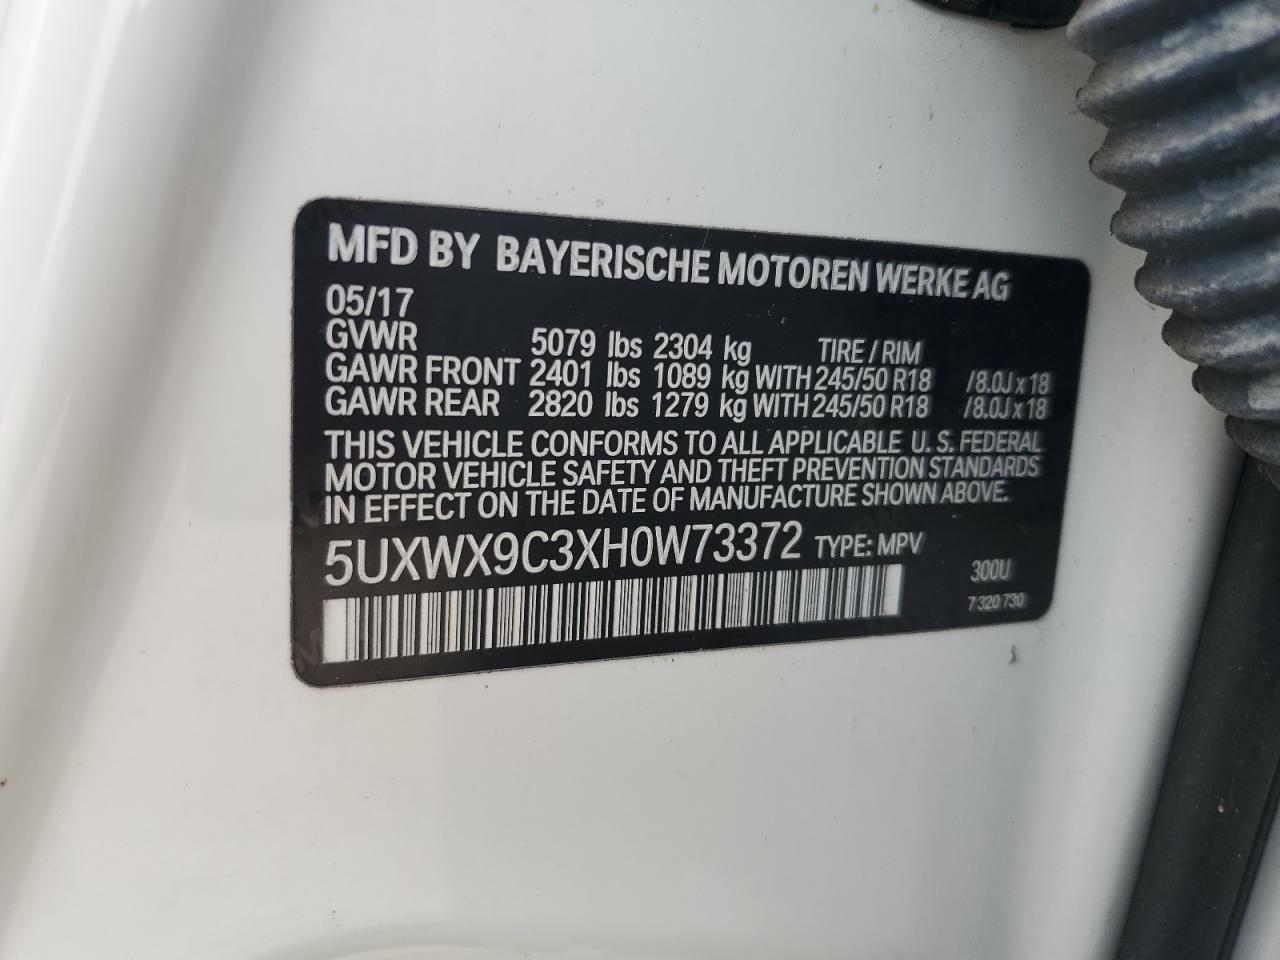 MFD BY BAYERISCHE MOTOREN WERKE AG
05/17
GVWR 5079 lbs 2304 kg TIRE / RIM
GAWR FRONT 2401 lbs 1089 kg WITH 245/50 R18 /8.0J x 18
GAWR REAR 2820 lbs 1279 kg WITH 245/50 R18 /8.0J x 18
THIS VEHICLE CONFORMS TO ALL APPLICABLE U. S. FEDERAL
MOTOR VEHICLE SAFETY AND THEFT PREVENTION STANDARDS
IN EFFECT ON THE DATE OF MANUFACTURE SHOWN ABOVE.
5UXWX9C3XH0W73372 TYPE: MPV
300U
7 320 730